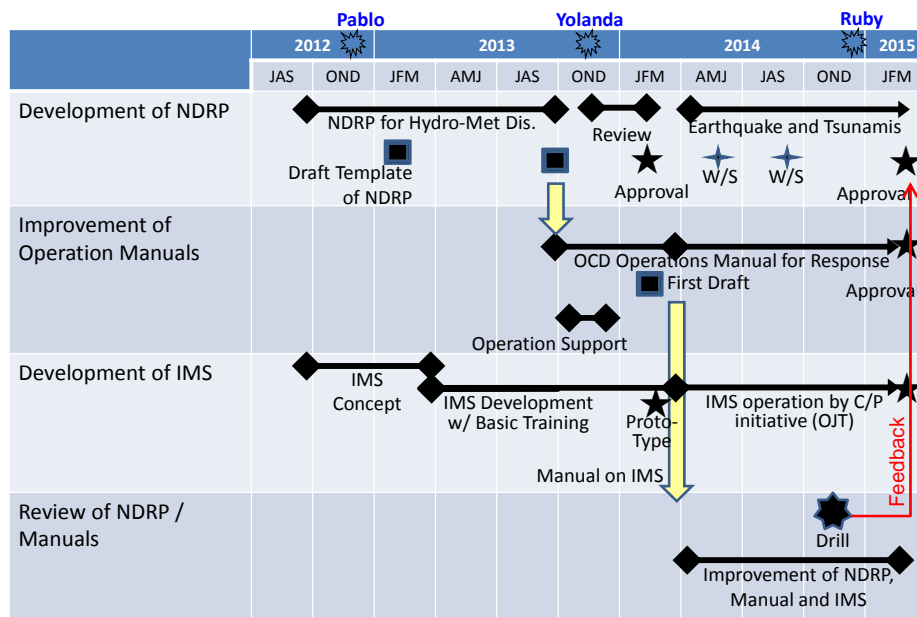 Pablo
Yolanda
Ruby
2012
2013
2014
2015
JAS
OND
JFM
AMJ
JAS
OND
JFM
AMJ
JAS
OND
JFM
Development of NDRP
NDRP for Hydro-Met Dis.
Review
Earthquake and Tsunamis
Draft Template
of NDRP
Approval
W/S
W/S
Approval
Improvement of
Operation Manuals
OCD Operations Manual for Response
First Draft
Approval
Operation Support
Development of IMS
IMS
Concept
IMS Development
w/ Basic Training
Proto-
Type
IMS operation by C/P
initiative (OJT)
Manual on IMS
Feedback
Review of NDRP /
Manuals
Drill
Improvement of NDRP,
Manual and IMS